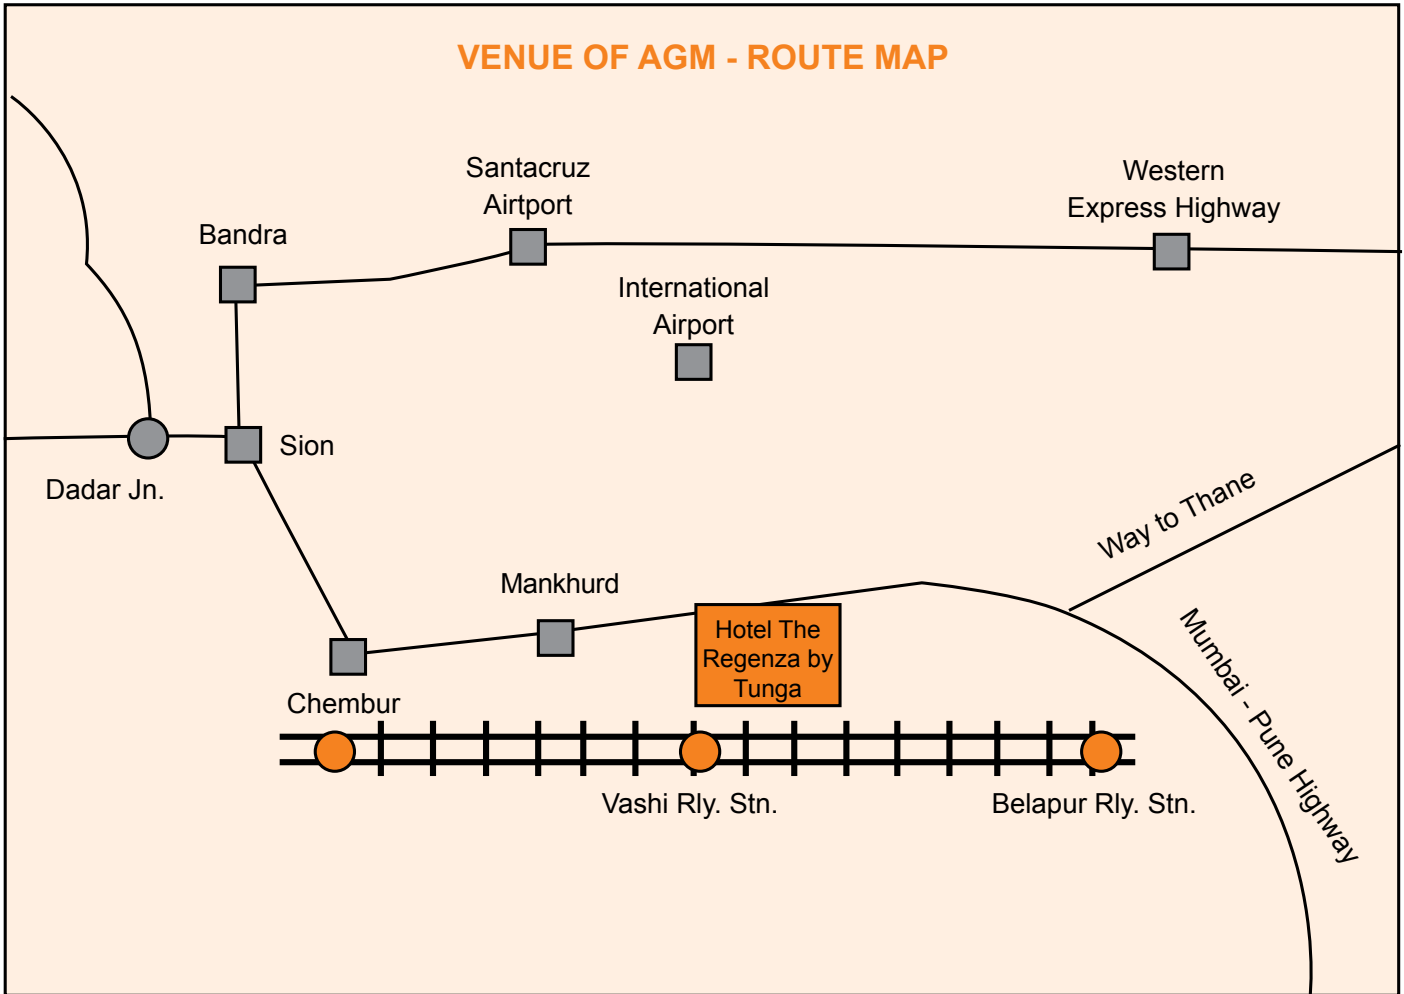 VENUE OF AGM - ROUTE MAP
Santacruz
Airtport
Western
Express Highway
Bandra
International
Airport
Sion
Dadar Jn.
Way to Thane
Mankhurd
Hotel The
Regenza by
Tunga
Mumbai - Pune Highway
Chembur
Vashi Rly. Stn.
Belapur Rly. Stn.